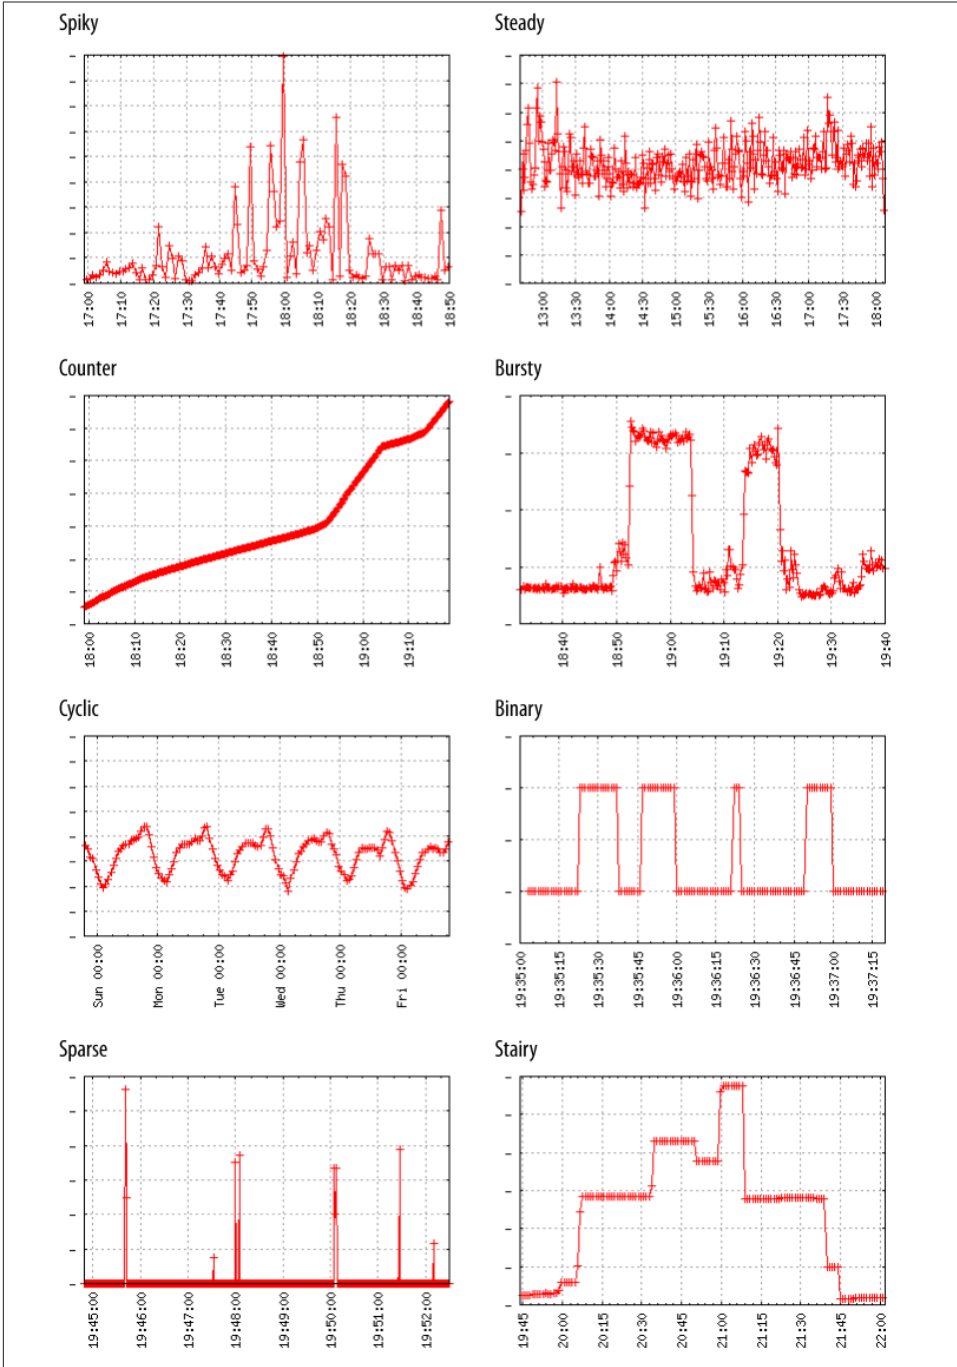 Spiky
17:00 17:10 17:20 17:30 17:40 17:50 18:00 18:10 18:20 18:30 18:40 18:50
Steady
13:00 13:30 14:00 14:30 15:00 15:30 16:00 16:30 17:00 17:30 18:00
Counter
18:00 18:10 18:20 18:30 18:40 18:50 19:00 19:10
Bursty
18:40 18:50 19:00 19:10 19:20 19:30 19:40
Cyclic
Sun 00:00 Mon 00:00 Tue 00:00 Wed 00:00 Thu 00:00 Fri 00:00
Binary
19:35:00 19:35:15 19:35:30 19:35:45 19:36:00 19:36:15 19:36:30 19:36:45 19:37:00 19:37:15
Sparse
19:45:00 19:46:00 19:47:00 19:48:00 19:49:00 19:50:00 19:51:00 19:52:00
Stairy
19:45 20:00 20:15 20:30 20:45 21:00 21:15 21:30 21:45 22:00